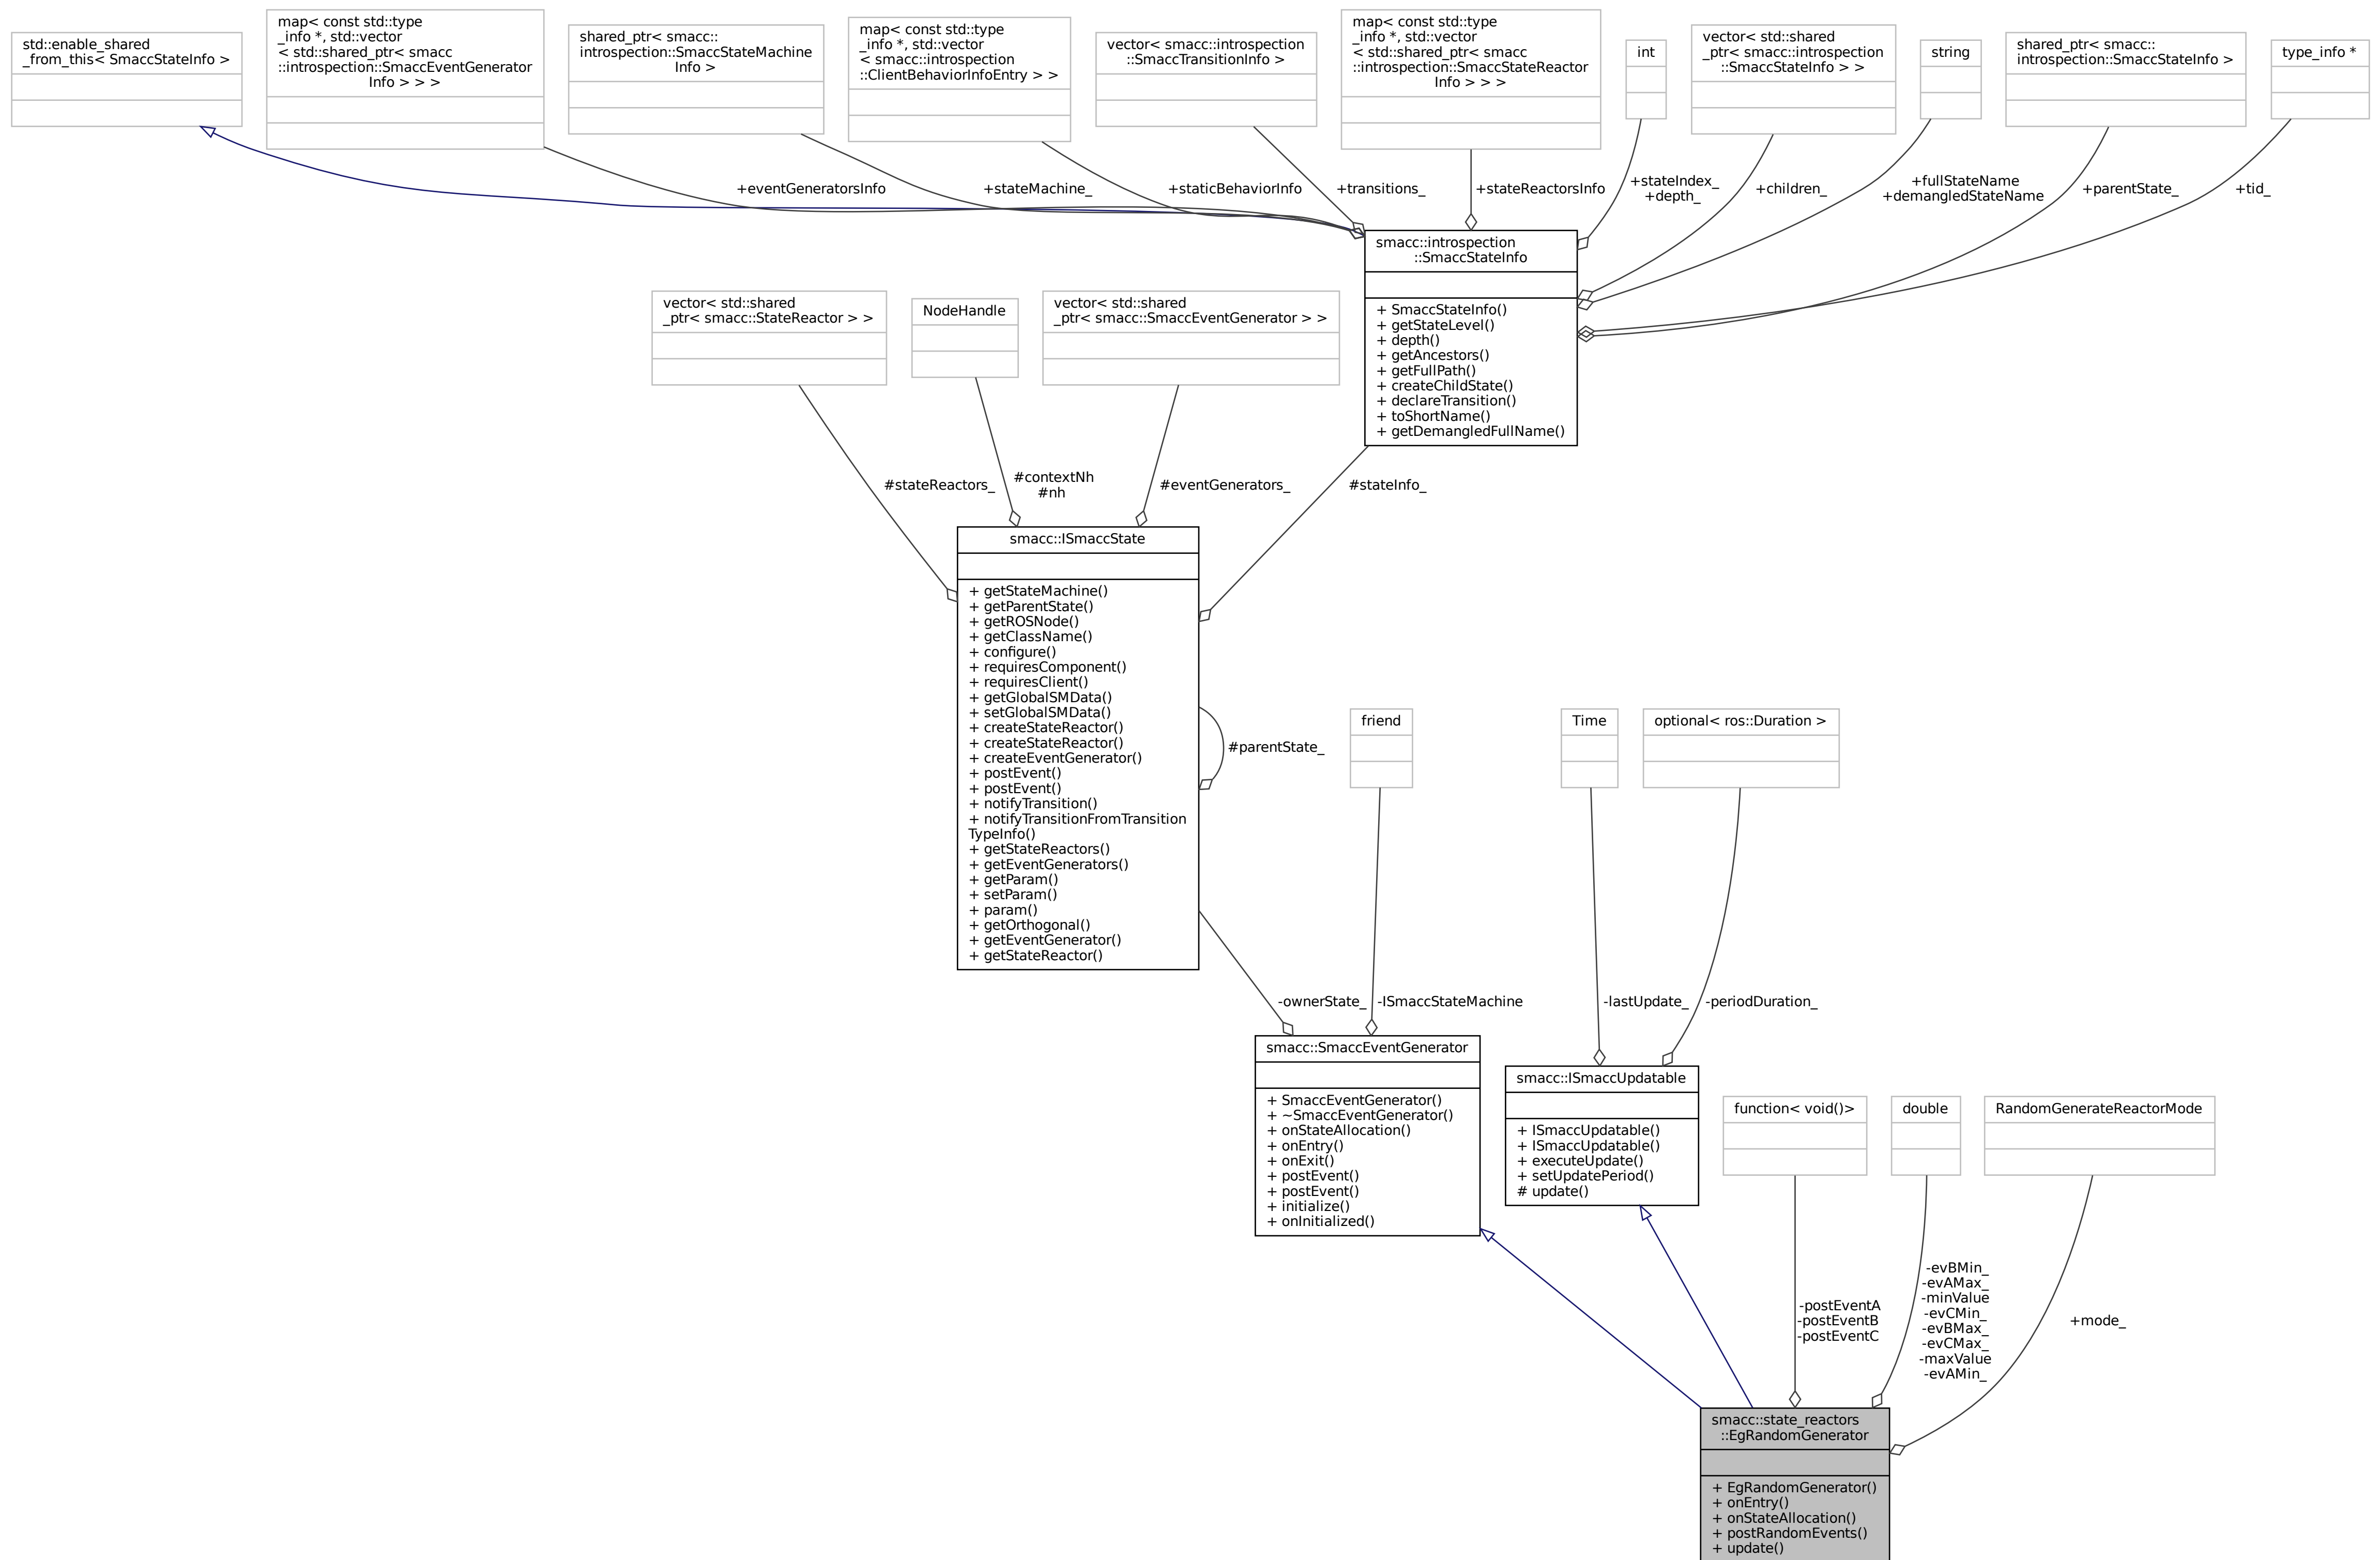 std::enable_shared
_from_this< SmaccStateInfo >
map< const std::type
_info *, std::vector
< std::shared_ptr< smacc
::introspection::SmaccEventGenerator
Info > > >
shared_ptr< smacc::
introspection::SmaccStateMachine
Info >
map< const std::type
_info *, std::vector
< smacc::introspection
::ClientBehaviorInfoEntry > >
vector< smacc::introspection
::SmaccTransitionInfo >
map< const std::type
_info *, std::vector
< std::shared_ptr< smacc
::introspection::SmaccStateReactor
Info > > >
int
vector< std::shared
_ptr< smacc::introspection
::SmaccStateInfo > >
string
shared_ptr< smacc::
introspection::SmaccStateInfo >
type_info *
+eventGeneratorsInfo
+stateMachine_
+staticBehaviorInfo
+transitions_
+stateReactorsInfo
+stateIndex_
+depth_
+children_
+fullStateName
+demangledStateName
+parentState_
+tid_
smacc::introspection
::SmaccStateInfo
+ SmaccStateInfo()
+ getStateLevel()
+ depth()
+ getAncestors()
+ getFullPath()
+ createChildState()
+ declareTransition()
+ toShortName()
+ getDemangledFullName()
vector< std::shared
_ptr< smacc::StateReactor > >
NodeHandle
vector< std::shared
_ptr< smacc::SmaccEventGenerator > >
#stateReactors_
#contextNh
#nh
#eventGenerators_
#stateInfo_
smacc::ISmaccState
+ getStateMachine()
+ getParentState()
+ getROSNode()
+ getClassName()
+ configure()
+ requiresComponent()
+ requiresClient()
+ getGlobalSMData()
+ setGlobalSMData()
+ createStateReactor()
+ createStateReactor()
+ createEventGenerator()
+ postEvent()
+ postEvent()
+ notifyTransition()
+ notifyTransitionFromTransition
TypeInfo()
+ getStateReactors()
+ getEventGenerators()
+ getParam()
+ setParam()
+ param()
+ getOrthogonal()
+ getEventGenerator()
+ getStateReactor()
#parentState_
friend
Time
optional< ros::Duration >
-ownerState_
-ISmaccStateMachine
-lastUpdate_
-periodDuration_
smacc::SmaccEventGenerator
+ SmaccEventGenerator()
+ ~SmaccEventGenerator()
+ onStateAllocation()
+ onEntry()
+ onExit()
+ postEvent()
+ postEvent()
+ initialize()
+ onInitialized()
smacc::ISmaccUpdatable
+ ISmaccUpdatable()
+ ISmaccUpdatable()
+ executeUpdate()
+ setUpdatePeriod()
# update()
function< void()>
double
RandomGenerateReactorMode
-postEventA
-postEventB
-postEventC
-evBMin_
-evAMax_
-minValue
-evCMin_
-evBMax_
-evCMax_
-maxValue
-evAMin_
+mode_
smacc::state_reactors
::EgRandomGenerator
+ EgRandomGenerator()
+ onEntry()
+ onStateAllocation()
+ postRandomEvents()
+ update()